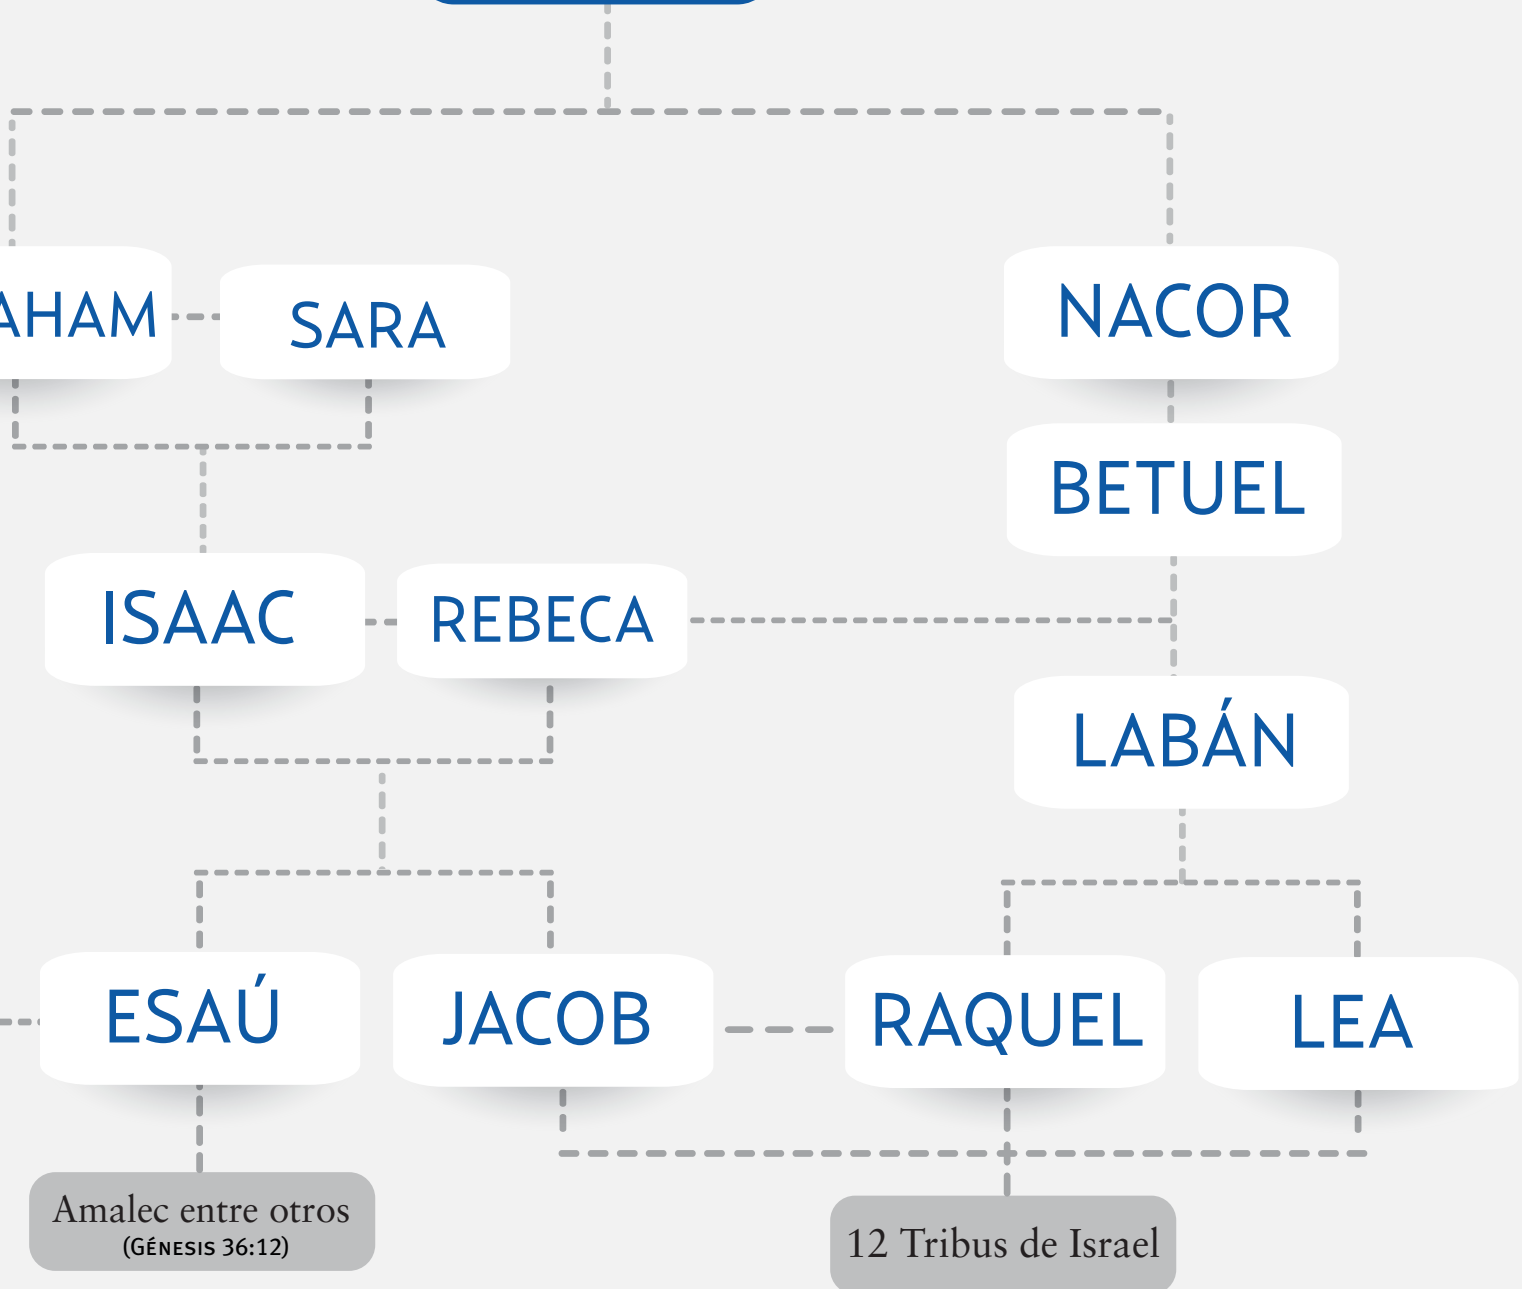 AHAM
SARA
NACOR
BETUEL
ISAAC
REBECA
LABÁN
ESAÚ
JACOB
RAQUEL
LEA
Amalec entre otros
(GÉNESIS 36:12)
12 Tribus de Israel